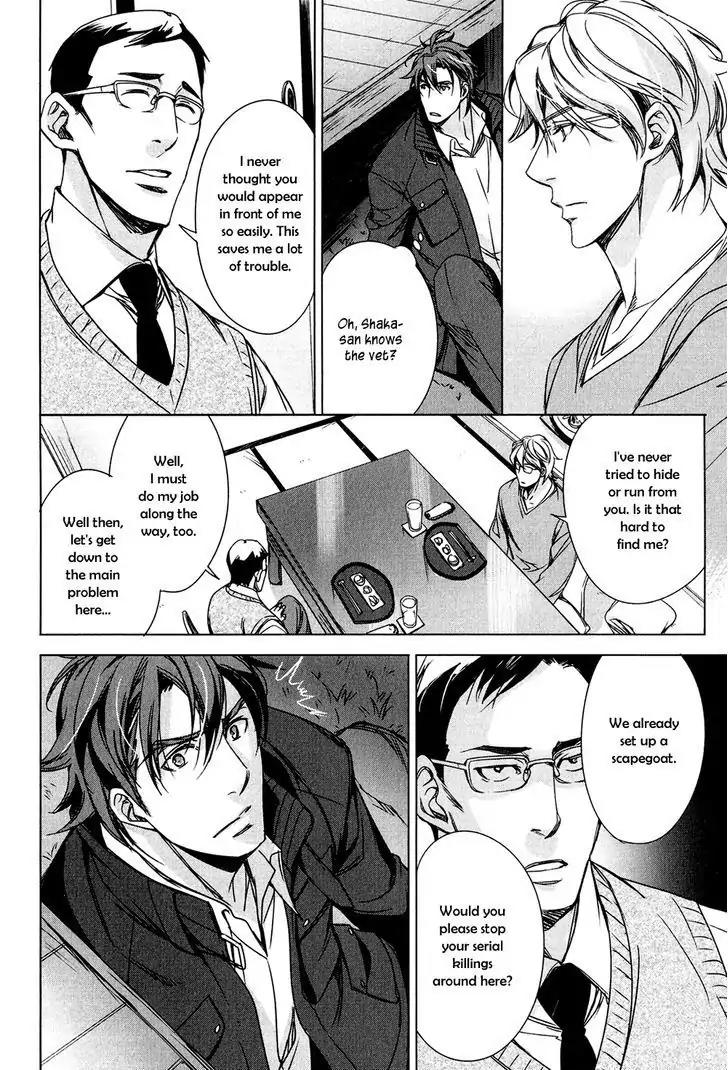 Oh, Shaka-
san knows
the vet?
I never
thought you
would appear
in front of me
so easily. This
saves me a lot
of trouble.
I've never
tried to hide
or run from
you. Is it that
hard to
find me?
Well,
I must
do my job
along the
way, too.
Well then,
let's get
down to
the main
problem
here...
We already
set up a
scapegoat.
Would you
please stop
your serial
killings
around here?